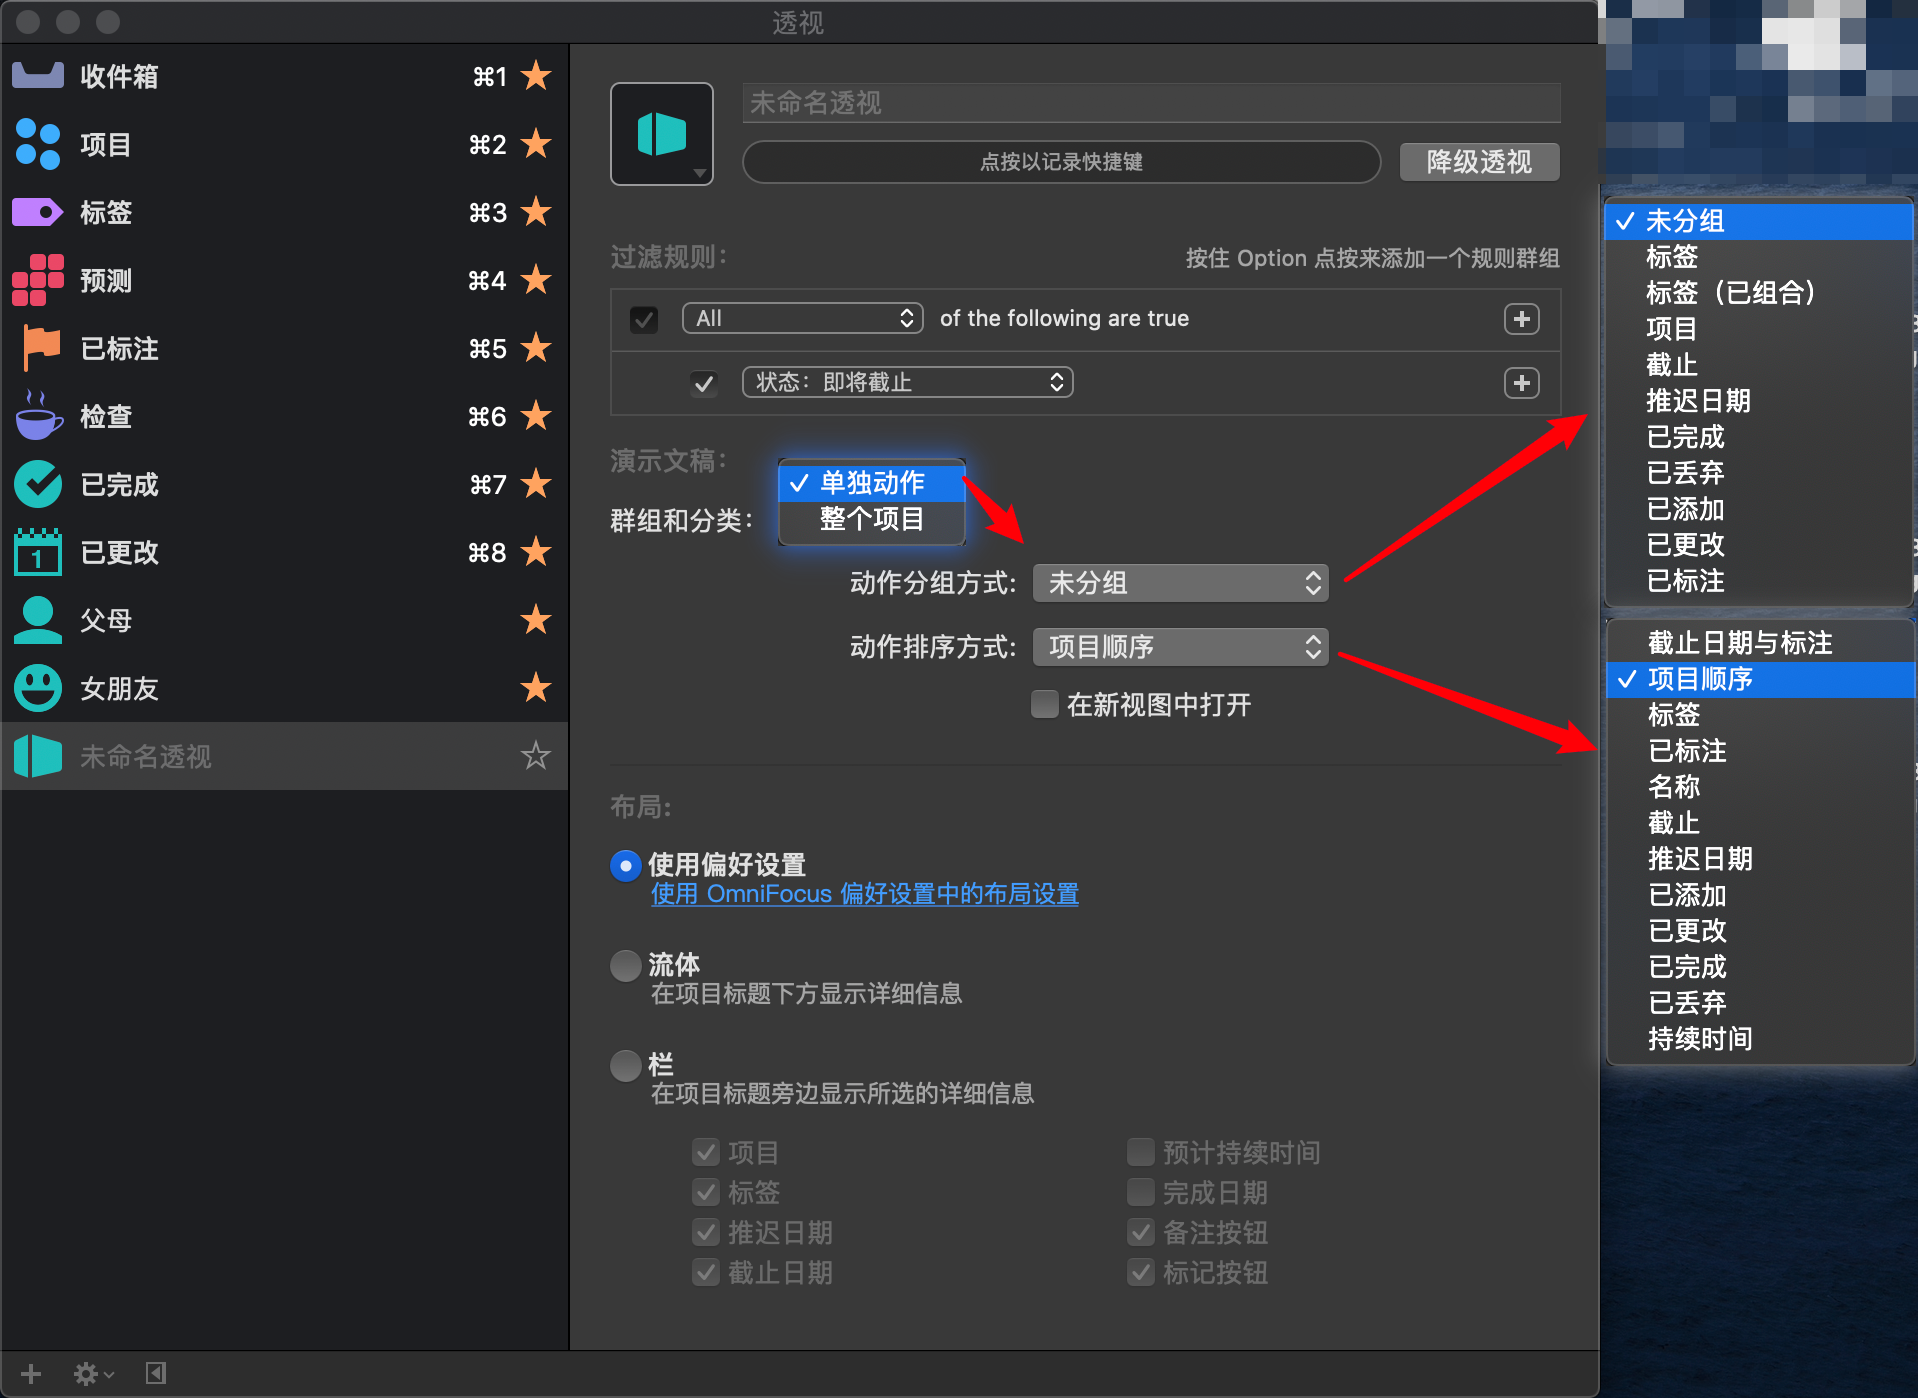 透视
收件箱 ⌘1
项目 ⌘2
标签 ⌘3
预测 ⌘4
已标注 ⌘5
检查 ⌘6
已完成 ⌘7
1 已更改 ⌘8
父母
女朋友
未命名透视
未命名透视
点按以记录快捷键 降级透视
过滤规则： 按住 Option 点按来添加一个规则群组
All of the following are true
状态：即将截止
演示文稿：
群组和分类：
单独动作
整个项目
动作分组方式: 未分组
动作排序方式: 项目顺序
在新视图中打开
布局:
使用偏好设置
使用 OmniFocus 偏好设置中的布局设置
流体
在项目标题下方显示详细信息
栏
在项目标题旁边显示所选的详细信息
项目 预计持续时间
标签 完成日期
推迟日期 备注按钮
截止日期 标记按钮
未分组
标签
标签（已组合）
项目
截止
推迟日期
已完成
已丢弃
已添加
已更改
已标注
截止日期与标注
项目顺序
标签
已标注
名称
截止
推迟日期
已添加
已更改
已完成
已丢弃
持续时间